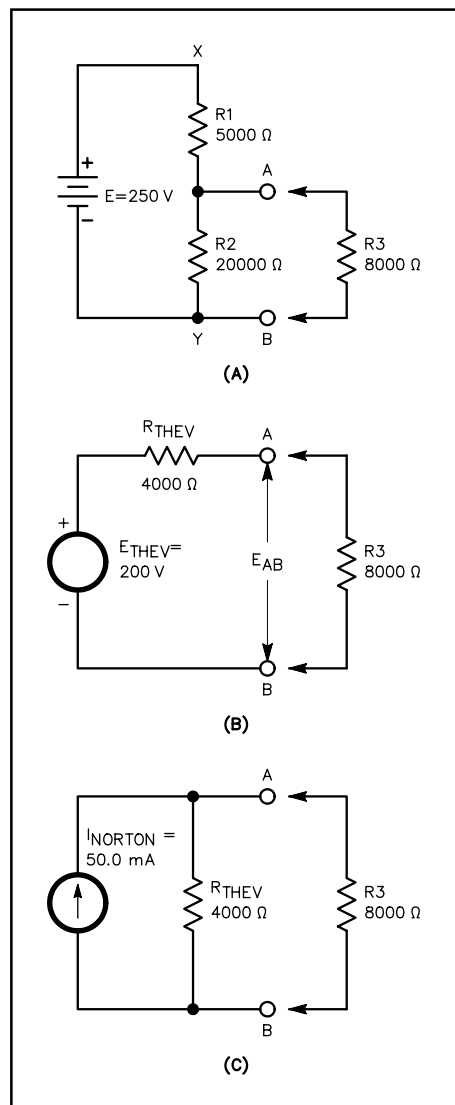 X
R1
5000 Ω
A
+
E=250 V
−
R2
20000 Ω
R3
8000 Ω
Y
B
(A)
RTHEV
4000 Ω
A
+
ETHEV=
200 V
−
EAB
R3
8000 Ω
B
(B)
A
INORTON =
50.0 mA
RTHEV
4000 Ω
R3
8000 Ω
B
(C)